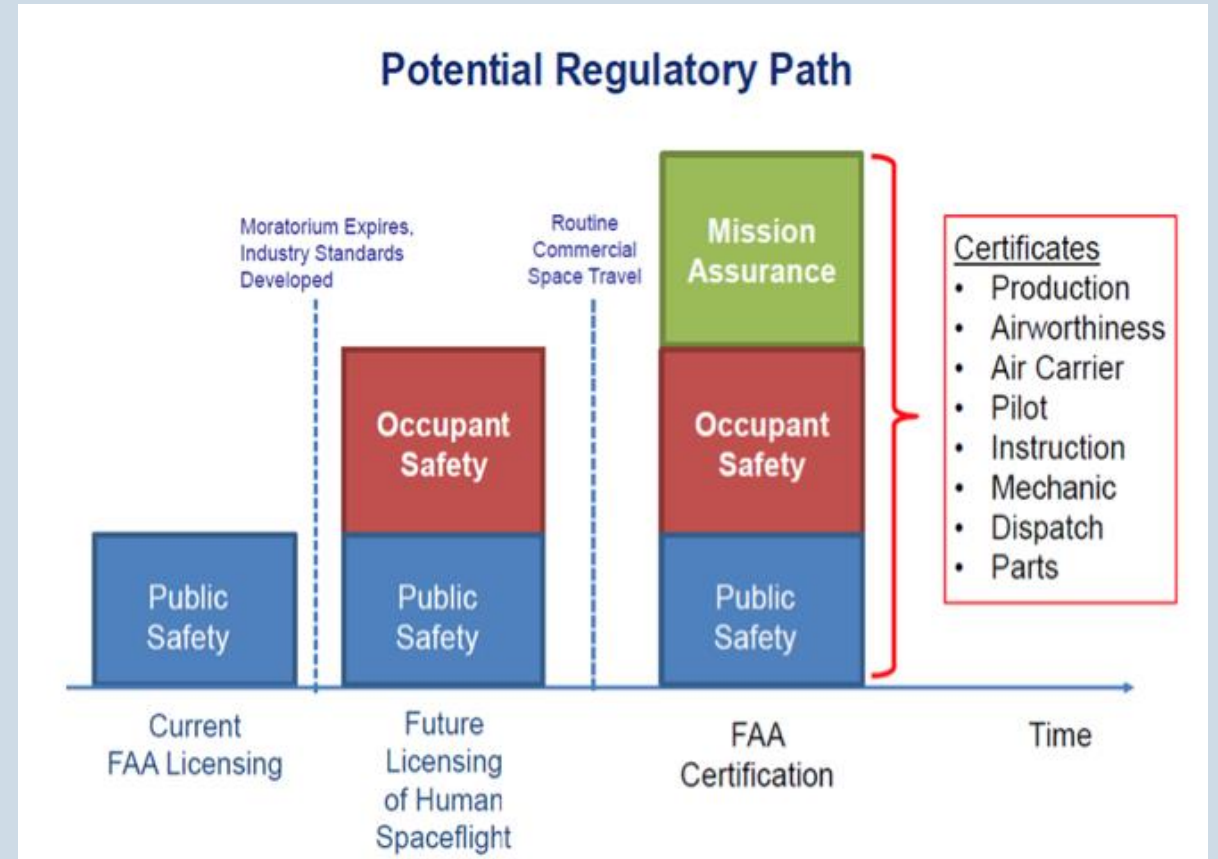 Potential Regulatory Path
Moratorium Expires,
Industry Standards
Developed
Routine
Commercial
Space Travel
Mission
Assurance
Occupant
Safety
Occupant
Safety
Public
Safety
Public
Safety
Public
Safety
Certificates
• Production
• Airworthiness
• Air Carrier
• Pilot
• Instruction
• Mechanic
• Dispatch
• Parts
Current
FAA Licensing
Future
Licensing
of Human
Spaceflight
FAA
Certification
Time